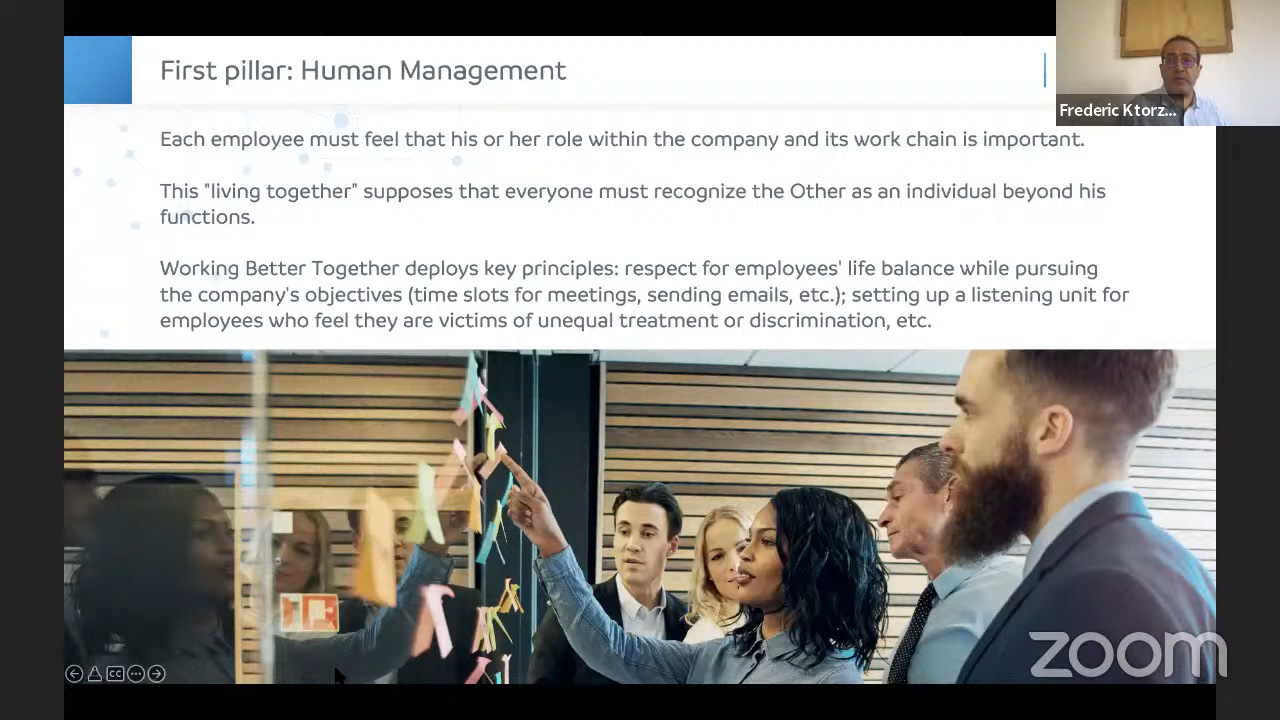 First pillar: Human Management
Frederic Ktorz...
Each employee must feel that his or her role within the company and its work chain is important.
This "living together" supposes that everyone must recognize the Other as an individual beyond his
functions.
Working Better Together deploys key principles: respect for employees' life balance while pursuing
the company's objectives (time slots for meetings, sending emails, etc.); setting up a listening unit for
employees who feel they are victims of unequal treatment or discrimination, etc.
zoom
CC